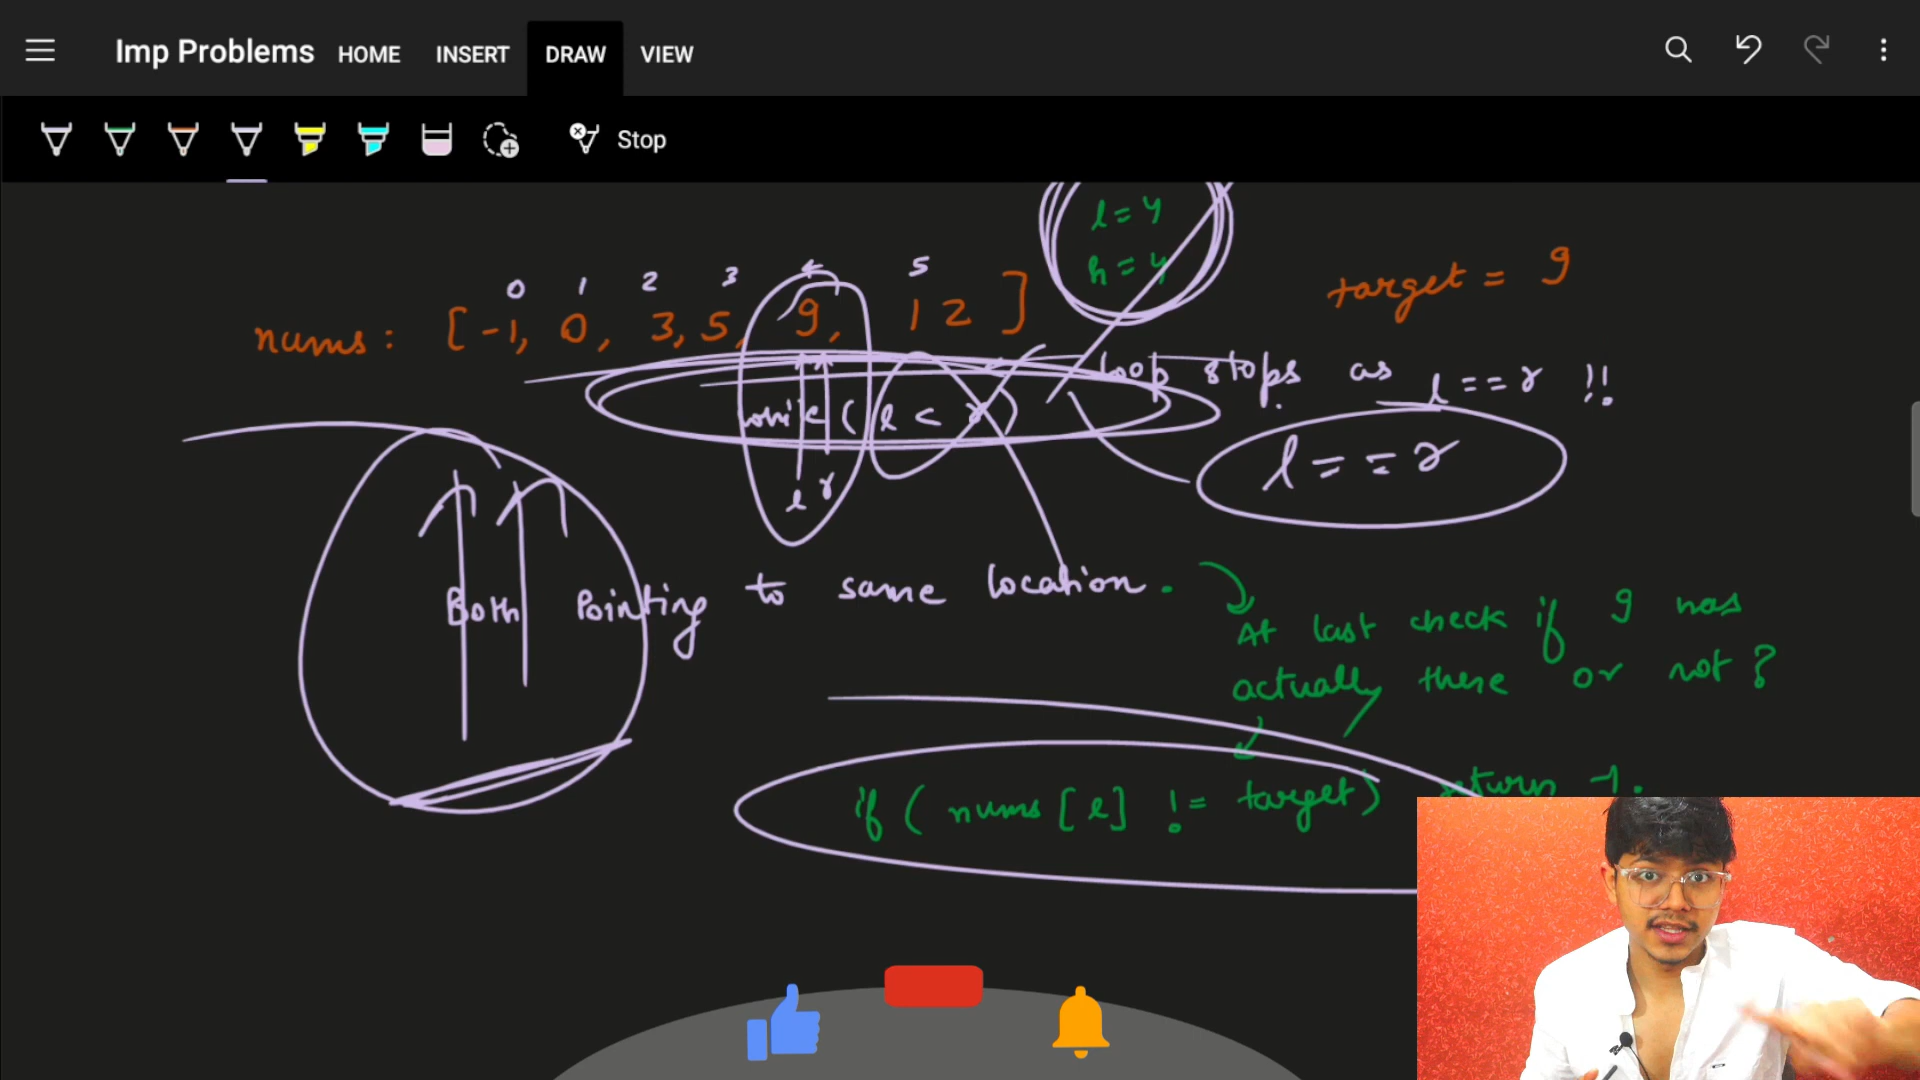 Imp Problems HOME INSERT DRAW VIEW
Stop
l = 4
h = 4
0 1 2 3 4 5
nums : [ -1, 0, 3, 5, 9, 12 ]
target = 9
while ( l < r )
loop stops as l == r !!
l == r
l r
Both Pointing to same location.
At last check if 9 was
actually there or not?
if ( nums [ l ] != target ) return -1.